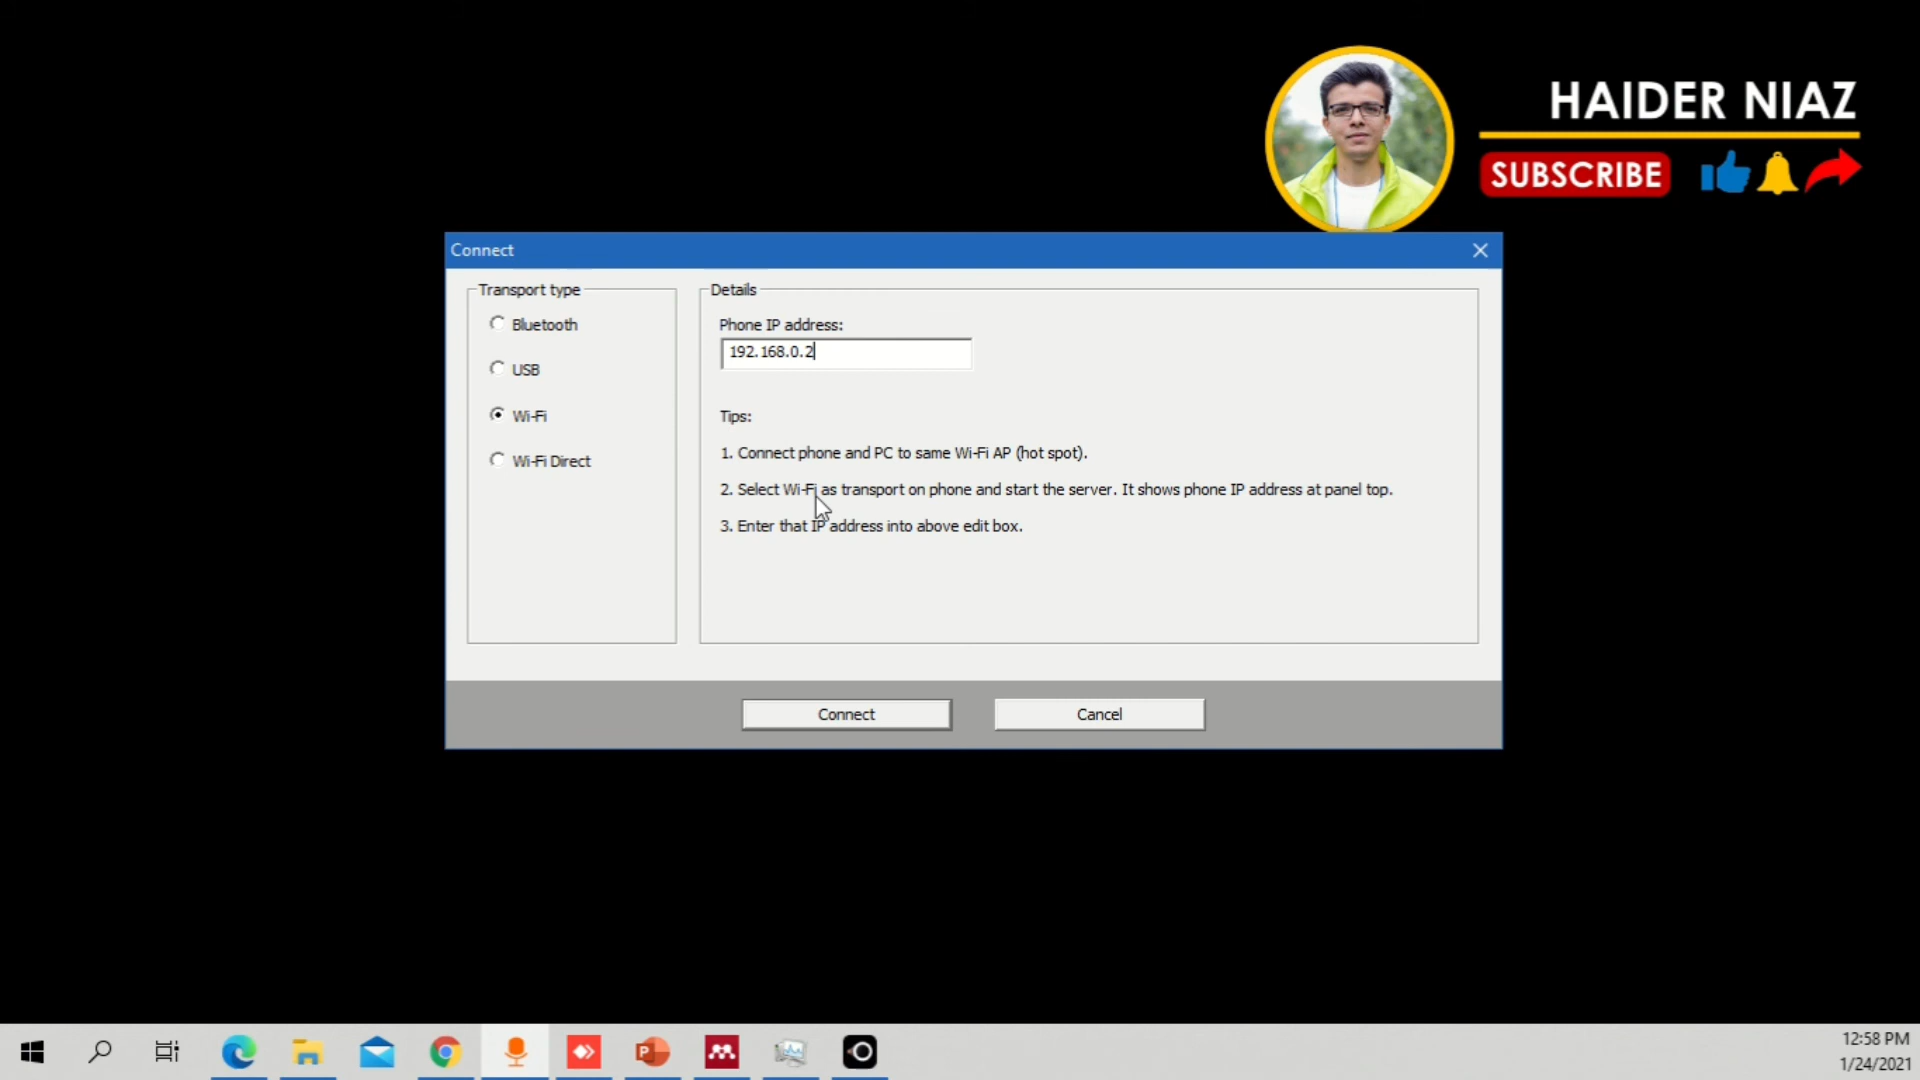 HAIDER NIAZ
SUBSCRIBE
Connect
Transport type
Bluetooth
USB
Wi-Fi
Wi-Fi Direct
Details
Phone IP address:
192.168.0.2
Tips:
1. Connect phone and PC to same Wi-Fi AP (hot spot).
2. Select Wi-Fi as transport on phone and start the server. It shows phone IP address at panel top.
3. Enter that IP address into above edit box.
Connect
Cancel
12:58 PM
1/24/2021